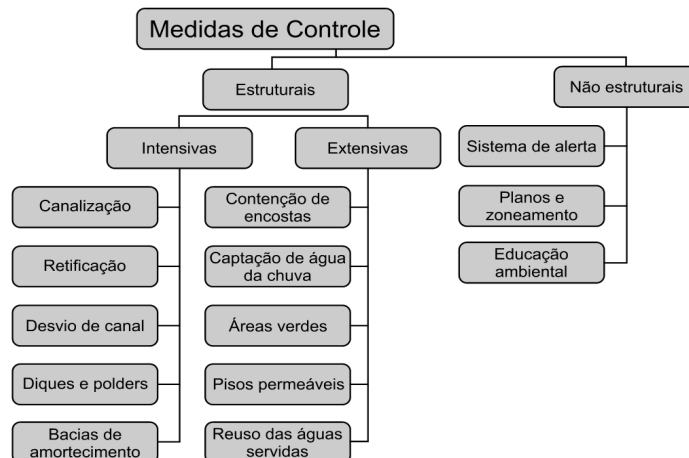 Medidas de Controle
Estruturais
Não estruturais
Intensivas
Extensivas
Sistema de alerta
Canalização
Contenção de
encostas
Planos e
zoneamento
Retificação
Captação de água
da chuva
Educação
ambiental
Desvio de canal
Áreas verdes
Diques e polders
Pisos permeáveis
Bacias de
amortecimento
Reuso das águas
servidas